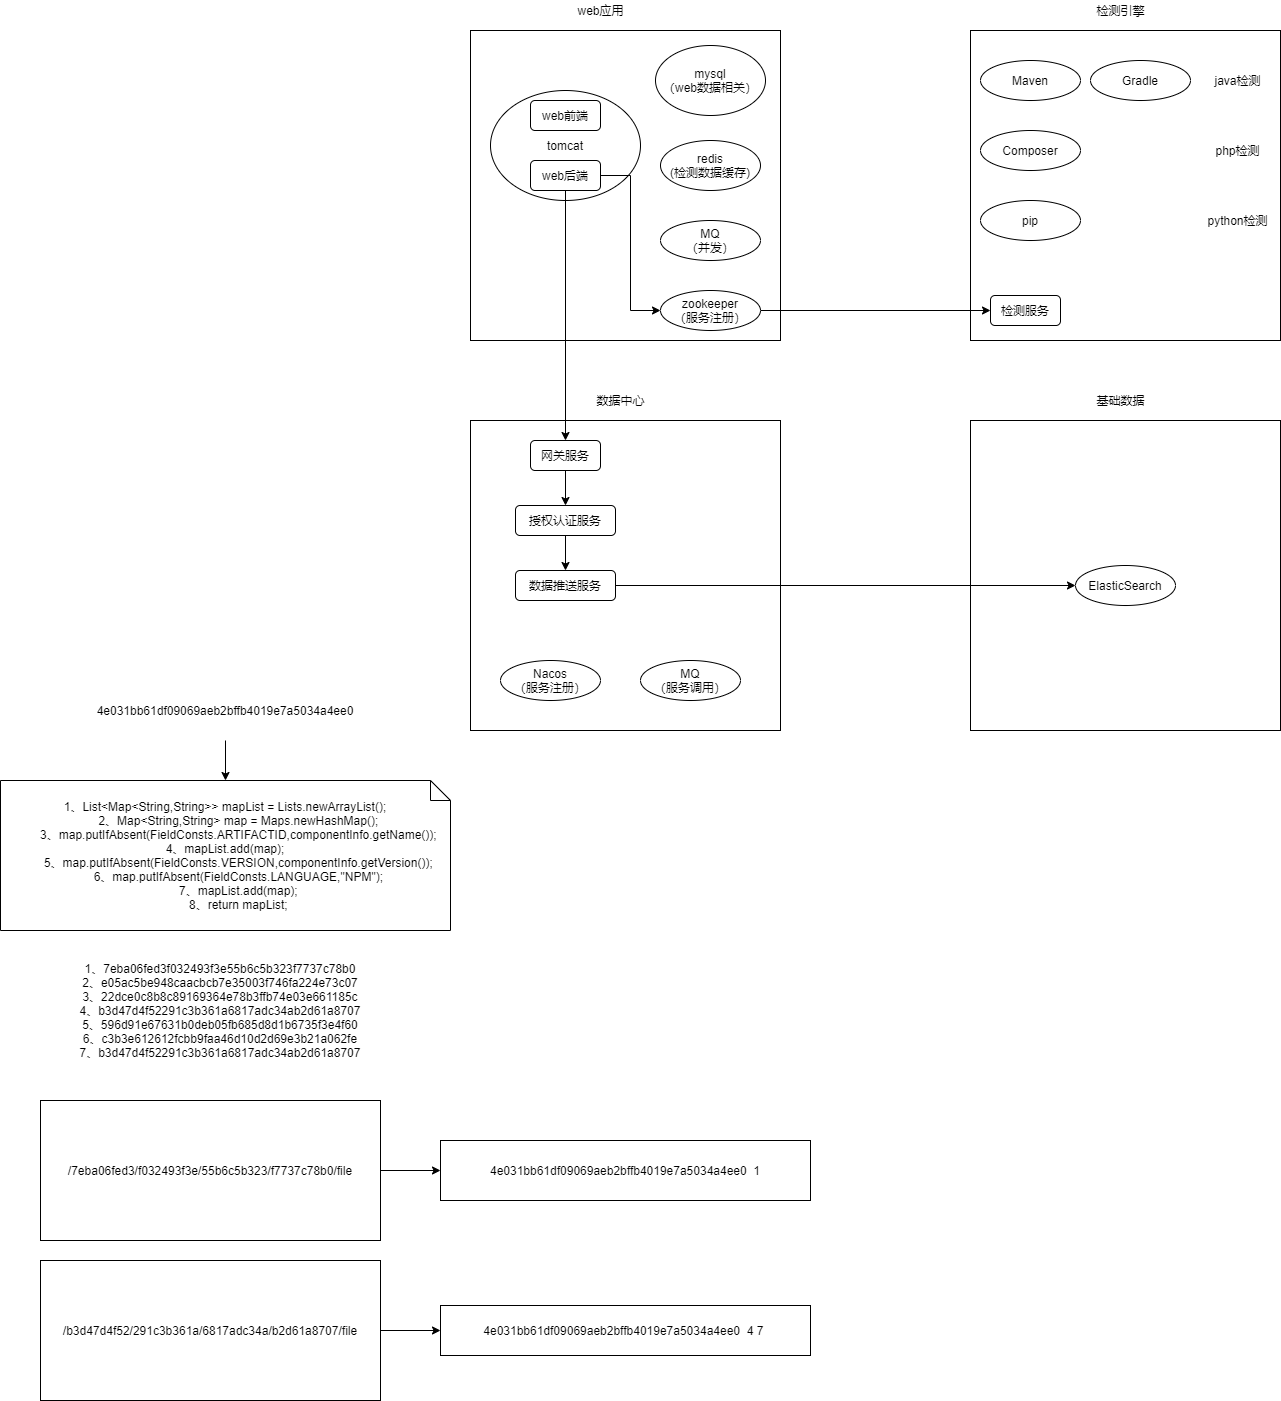 web应用
检测引擎
mysql
(web数据相关)
web前端
tomcat
web后端
redis
(检测数据缓存)
MQ
(并发)
zookeeper
(服务注册)
Maven
Gradle
java检测
Composer
php检测
pip
python检测
检测服务
数据中心
基础数据
网关服务
授权认证服务
数据推送服务
ElasticSearch
Nacos
(服务注册)
MQ
(服务调用)
4e031bb61df09069aeb2bffb4019e7a5034a4ee0
1、List<Map<String,String>> mapList = Lists.newArrayList();
2、Map<String,String> map = Maps.newHashMap();
3、map.putIfAbsent(FieldConsts.ARTIFACTID,componentInfo.getName());
4、mapList.add(map);
5、map.putIfAbsent(FieldConsts.VERSION,componentInfo.getVersion());
6、map.putIfAbsent(FieldConsts.LANGUAGE,"NPM");
7、mapList.add(map);
8、return mapList;
1、7eba06fed3f032493f3e55b6c5b323f7737c78b0
2、e05ac5be948caacbcb7e35003f746fa224e73c07
3、22dce0c8b8c89169364e78b3ffb74e03e661185c
4、b3d47d4f52291c3b361a6817adc34ab2d61a8707
5、596d91e67631b0deb05fb685d8d1b6735f3e4f60
6、c3b3e612612fcbb9faa46d10d2d69e3b21a062fe
7、b3d47d4f52291c3b361a6817adc34ab2d61a8707
/7eba06fed3/f032493f3e/55b6c5b323/f7737c78b0/file
4e031bb61df09069aeb2bffb4019e7a5034a4ee0 1
/b3d47d4f52/291c3b361a/6817adc34a/b2d61a8707/file
4e031bb61df09069aeb2bffb4019e7a5034a4ee0 4 7